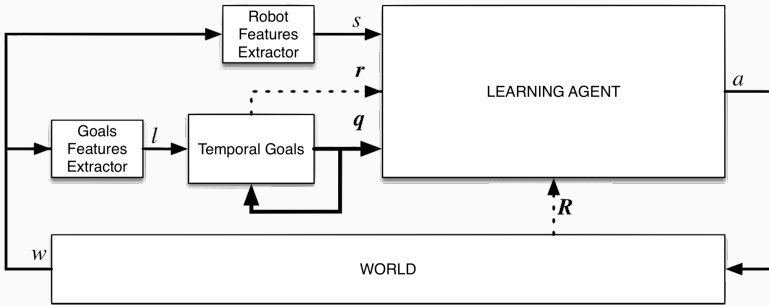 Robot
Features
Extractor
s
r
LEARNING AGENT
a
Goals
Features
Extractor
l
Temporal Goals
q
R
w
WORLD